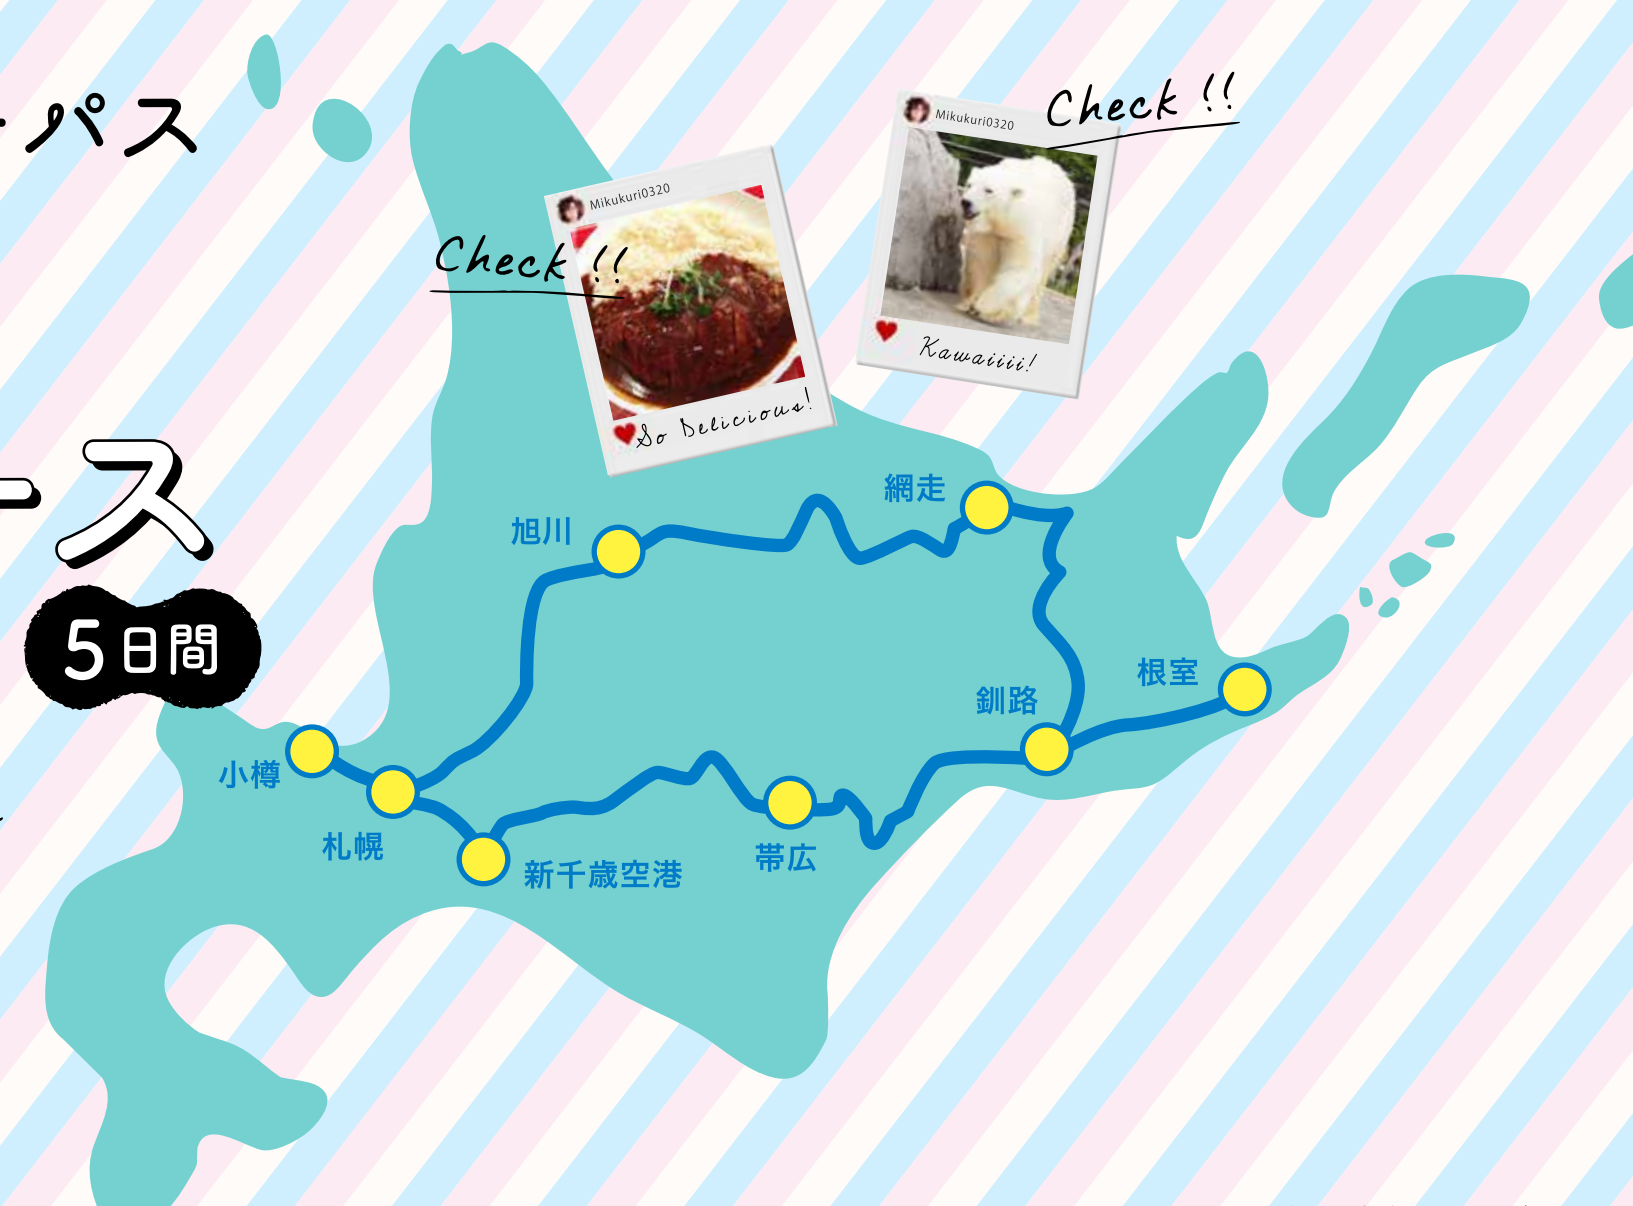 パス
ース
5日間
Mikukuri0320
Check !!
So Delicious!
Mikukuri0320
Check !!
Kawaiiii!
網走
旭川
根室
釧路
小樽
札幌
帯広
新千歳空港